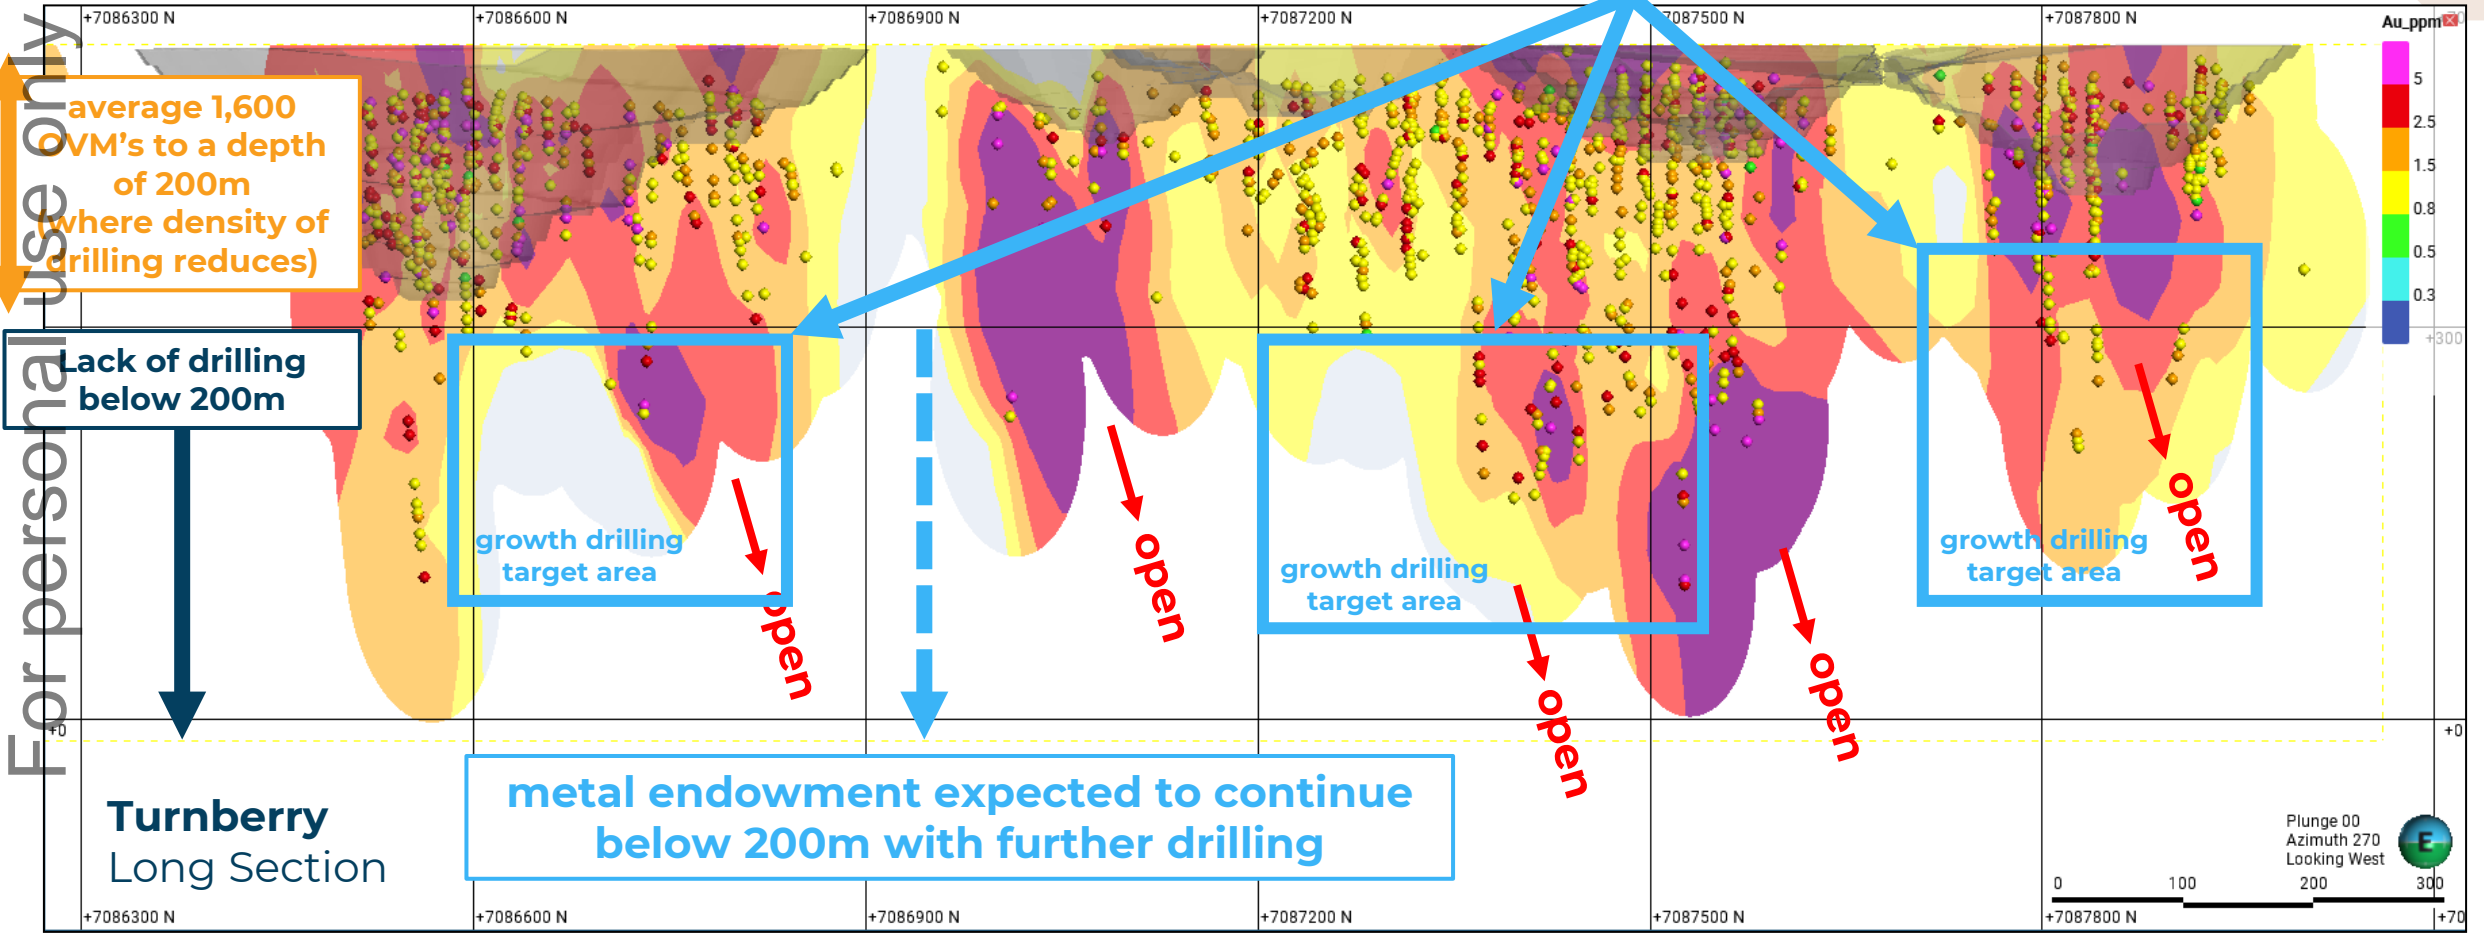 +7086300 N
+7086600 N
+7086900 N
+7087200 N
+7087500 N
+7087800 N
Au_ppm
5
2.5
1.5
0.8
0.5
0.3
+300
For personal use only
average 1,600
OVM's to a depth
of 200m
(where density of
drilling reduces)
Lack of drilling
below 200m
growth drilling
target area
open
open
growth drilling
target area
open
open
growth drilling
target area
open
+0
+0
metal endowment expected to continue
below 200m with further drilling
Turnberry
Long Section
Plunge 00
Azimuth 270
Looking West
E
0
100
200
300
+7086300 N
+7086600 N
+7086900 N
+7087200 N
+7087500 N
+7087800 N
+70